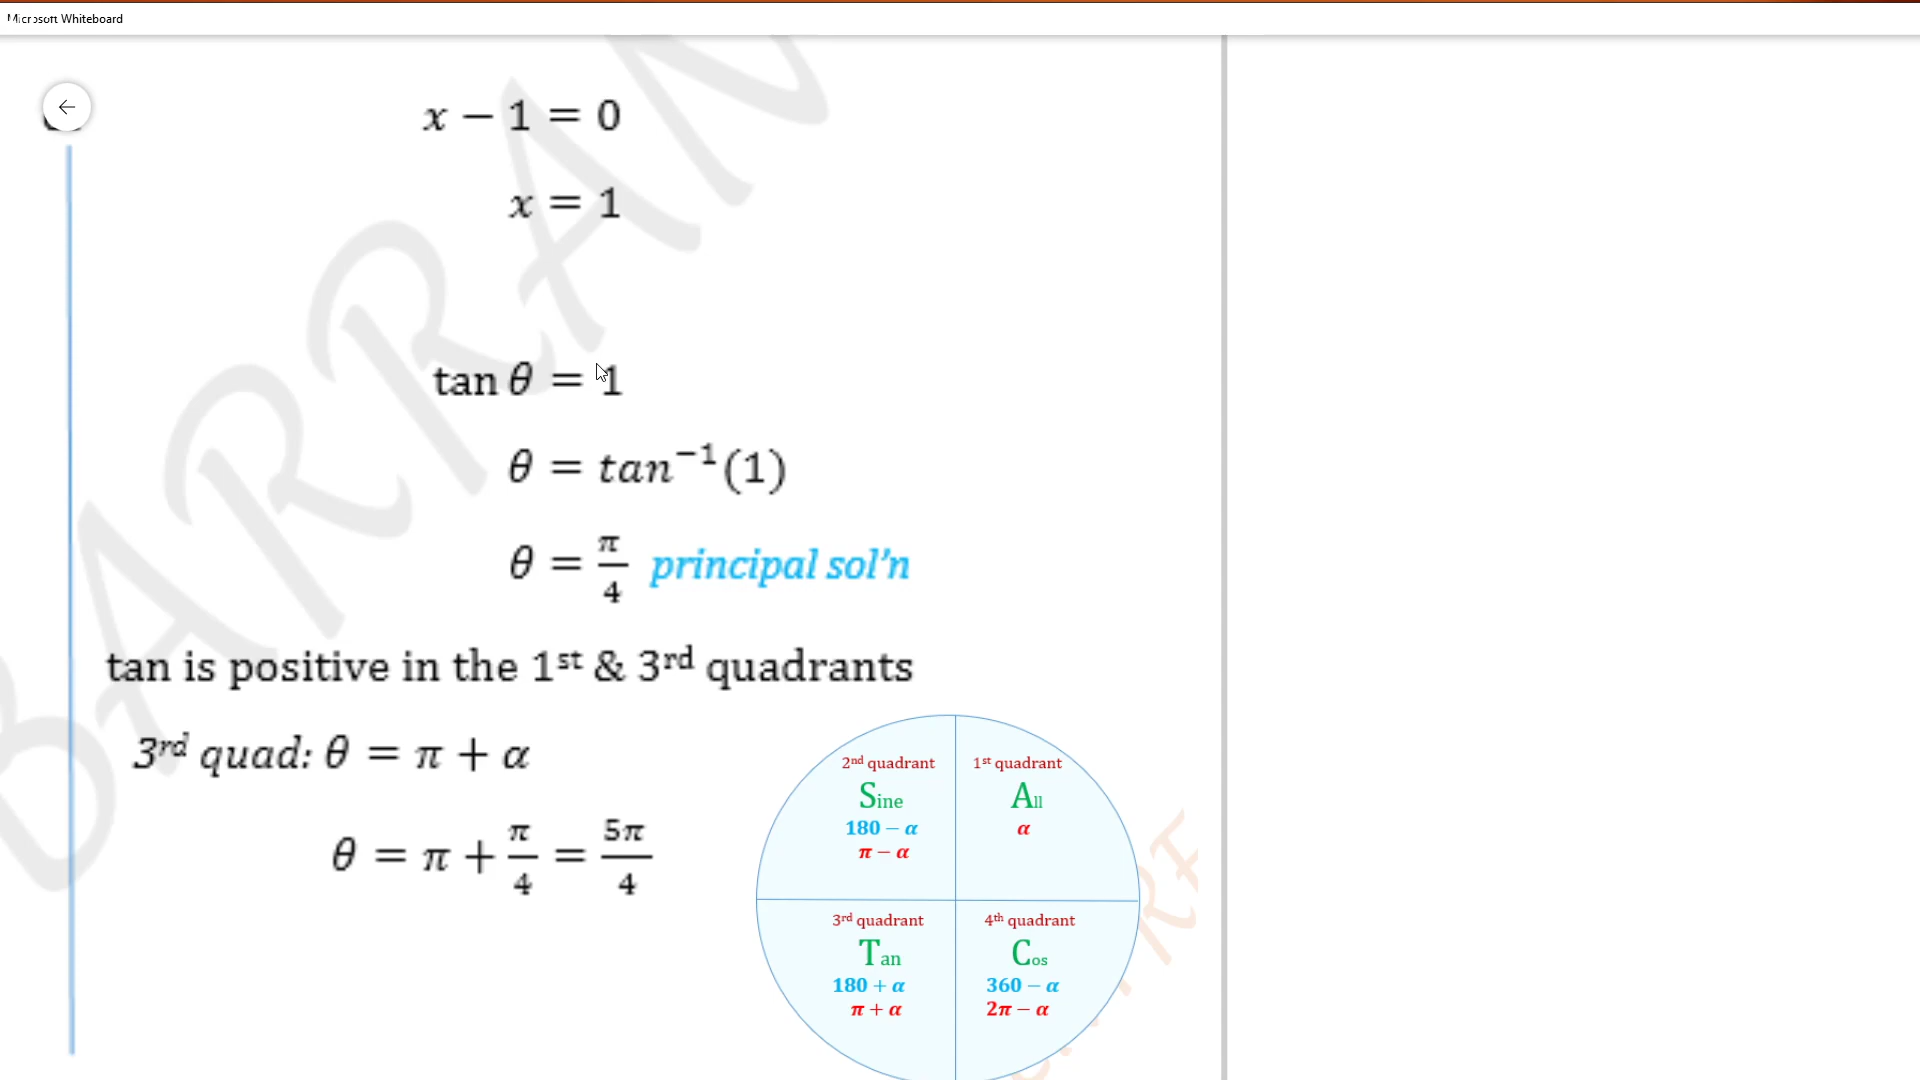 Microsoft Whiteboard
x − 1 = 0
x = 1
tan θ = 1
θ = tan⁻¹(1)
θ = π/4 principal sol’n
tan is positive in the 1st & 3rd quadrants
3rd quad: θ = π + α
θ = π + π/4 = 5π/4
2nd quadrant
Sine
180 − α
π − α
1st quadrant
All
α
3rd quadrant
Tan
180 + α
π + α
4th quadrant
Cos
360 − α
2π − α